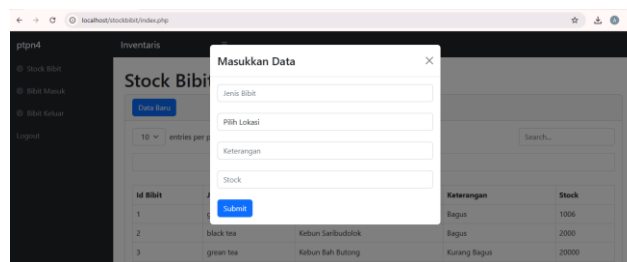 localhost/stockbibit/index.php
ptpn4
Inventaris
Stock Bibit
Bibit Masuk
Bibit Keluar
Logout
Stock Bibit
Data Baru
10 entries per p
Search...
Masukkan Data
Jenis Bibit
Pilih Lokasi
Keterangan
Stock
Submit
Id Bibit J Keterangan Stock
1 g Bagus 1006
2 black tea Kebun Saribudolok Bagus 2000
3 grean tea Kebun Bah Butong Kurang Bagus 20000